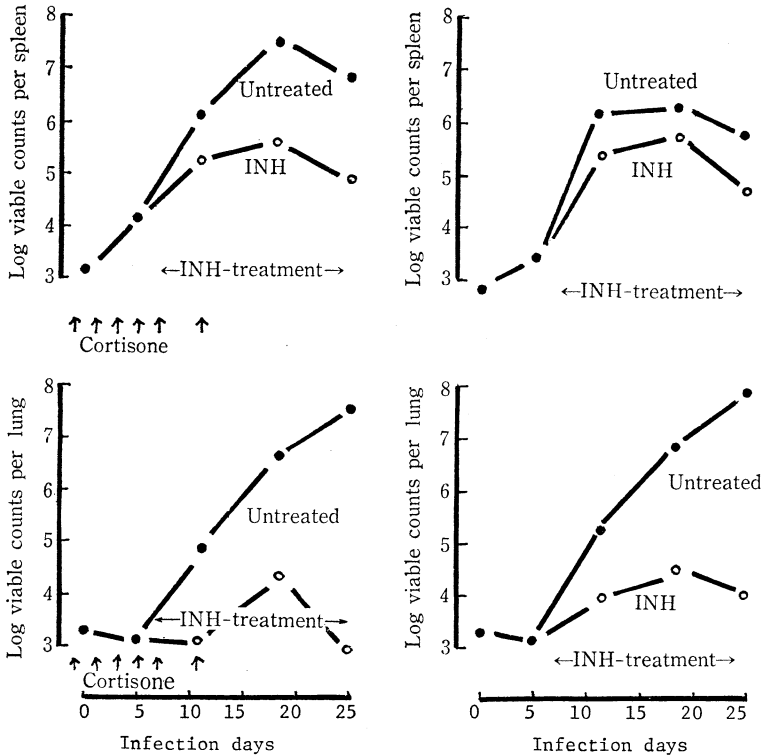 Log viable counts per spleen
8
7
6
5
4
3
Untreated
INH
←INH-treatment→
Cortisone
Log viable counts per spleen
8
7
6
5
4
3
Untreated
INH
←INH-treatment→
Log viable counts per lung
8
7
6
5
4
3
Untreated
←INH-treatment→
Cortisone
0 5 10 15 20 25
Infection days
Log viable counts per lung
8
7
6
5
4
3
Untreated
INH
←INH-treatment→
0 5 10 15 20 25
Infection days